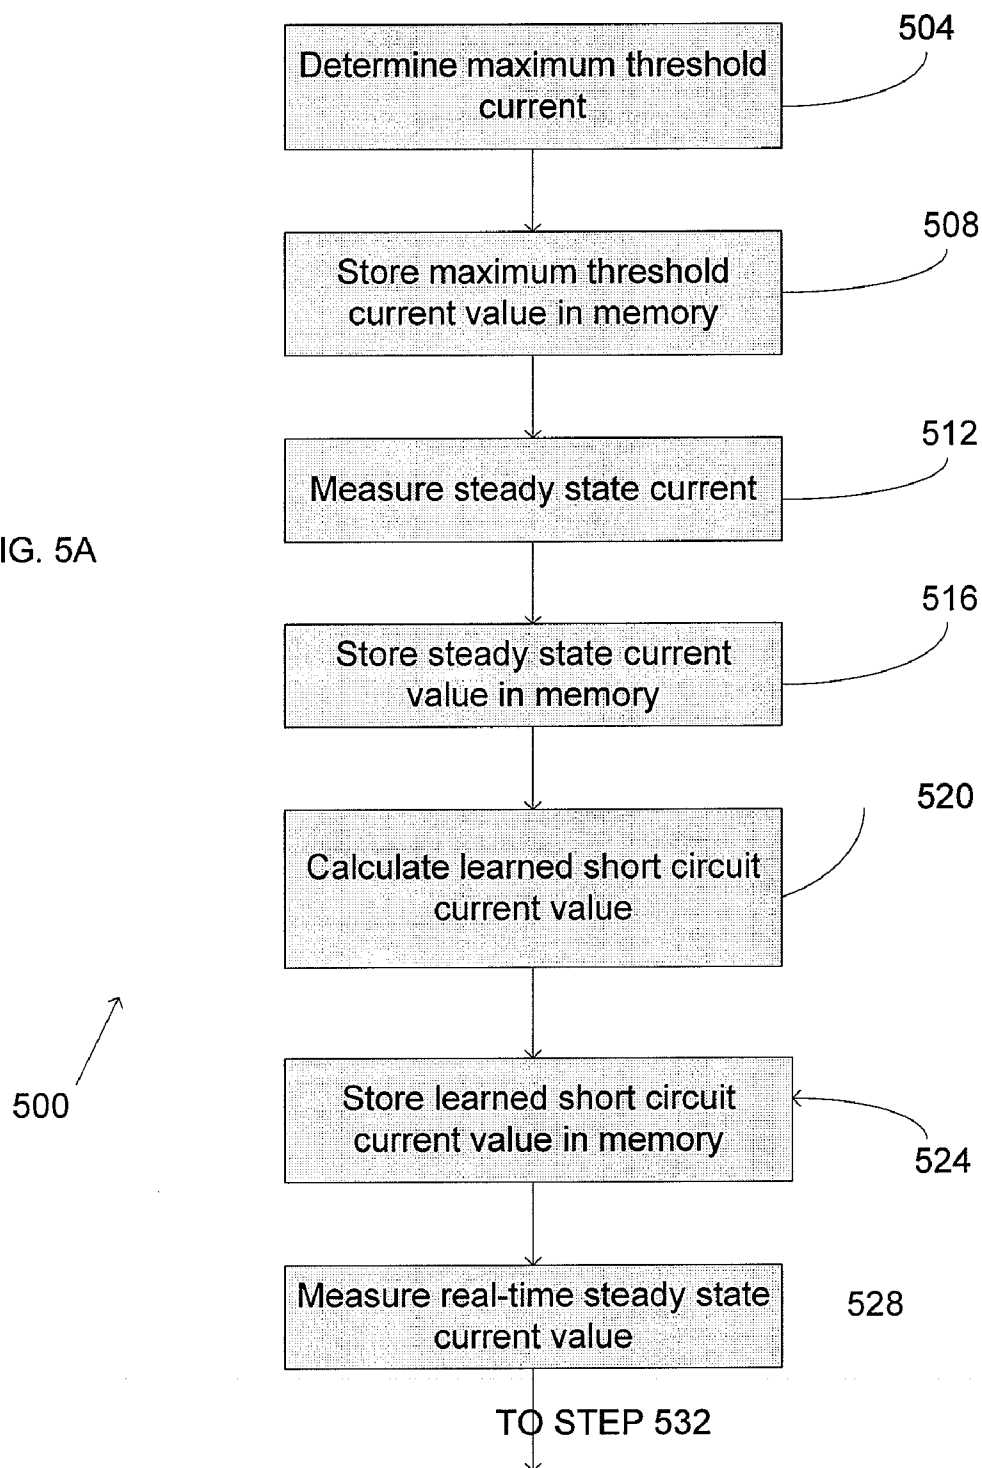 504
Determine maximum threshold
current
508
Store maximum threshold
current value in memory
512
Measure steady state current
IG. 5A
516
Store steady state current
value in memory
520
Calculate learned short circuit
current value
500
Store learned short circuit
current value in memory
524
Measure real-time steady state
current value
528
TO STEP 532